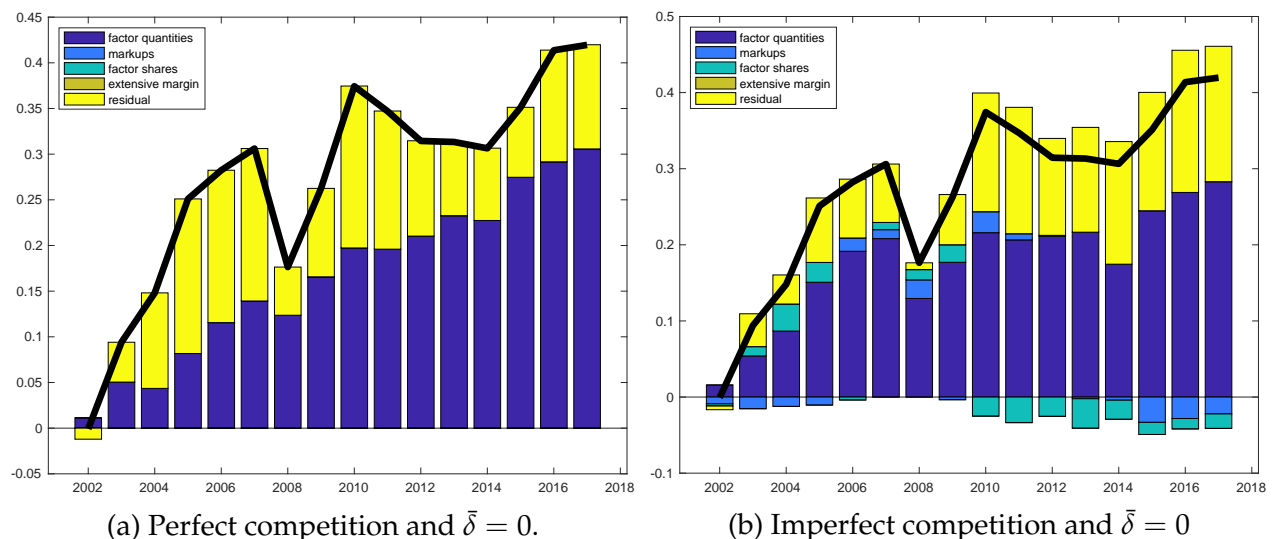 0.45
0.4
0.35
0.3
0.25
0.2
0.15
0.1
0.05
0
-0.05
factor quantities
markups
factor shares
extensive margin
residual
2002 2004 2006 2008 2010 2012 2014 2016 2018
(a) Perfect competition and δ̄ = 0.
0.5
0.4
0.3
0.2
0.1
0
-0.1
factor quantities
markups
factor shares
extensive margin
residual
2002 2004 2006 2008 2010 2012 2014 2016 2018
(b) Imperfect competition and δ̄ = 0